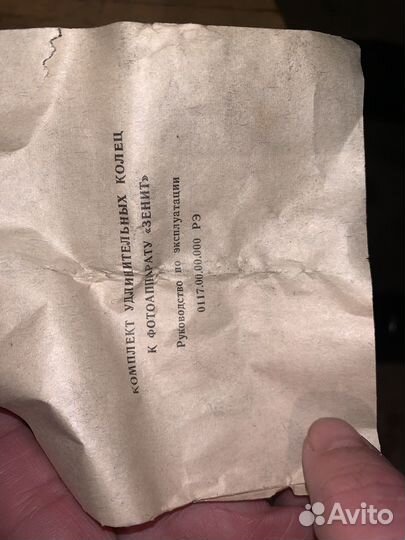 КОМПЛЕКТ УДЛИНИТЕЛЬНЫХ КОЛЕЦ
К ФОТОАППАРАТУ «ЗЕНИТ»
Руководство по эксплуатации
0117.00.00.000 РЭ
Avito